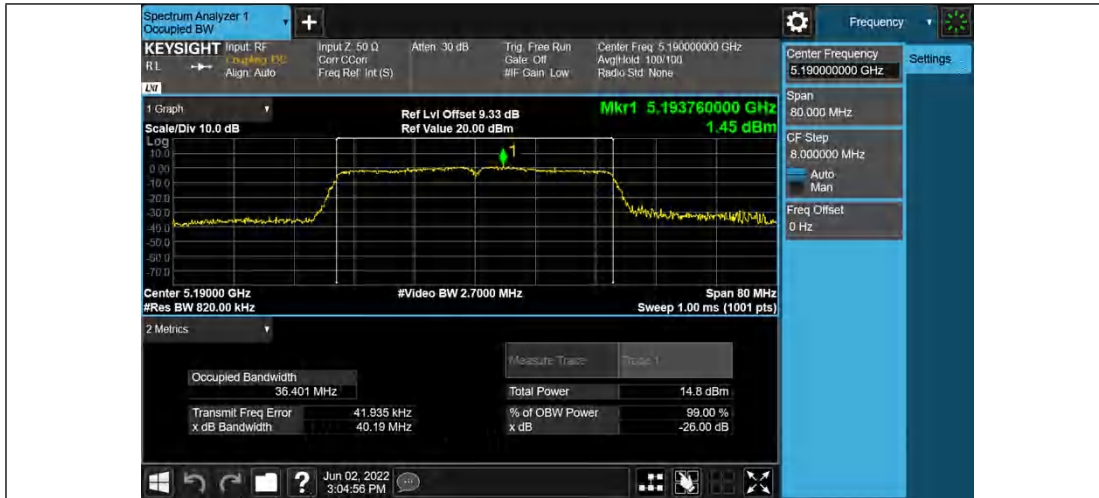 Spectrum Analyzer 1
Occupied BW
+
Frequency
KEYSIGHT Input: RF
RL
Coupling: DC
Align: Auto
Input Z: 50 Ω
Corr CCorr
Freq Ref: Int (S)
Atten: 30 dB
Trig: Free Run
Gate: Off
#IF Gain: Low
Center Freq: 5.190000000 GHz
Avg|Hold: 100/100
Radio Std: None
LXI
Center Frequency
5.190000000 GHz
Settings
Span
80.000 MHz
CF Step
8.000000 MHz
Auto
Man
Freq Offset
0 Hz
1 Graph
Scale/Div 10.0 dB
Ref Lvl Offset 9.33 dB
Ref Value 20.00 dBm
Mkr1 5.193760000 GHz
1.45 dBm
Log
10.0
0.00
-10.0
-20.0
-30.0
-40.0
-50.0
-60.0
-70.0
1
Center 5.19000 GHz
#Res BW 820.00 kHz
#Video BW 2.7000 MHz
Span 80 MHz
Sweep 1.00 ms (1001 pts)
2 Metrics
Measure Trace Trace 1
Occupied Bandwidth
36.401 MHz
Total Power 14.8 dBm
Transmit Freq Error 41.935 kHz
% of OBW Power 99.00 %
x dB Bandwidth 40.19 MHz
x dB -26.00 dB
?
Jun 02, 2022
3:04:56 PM